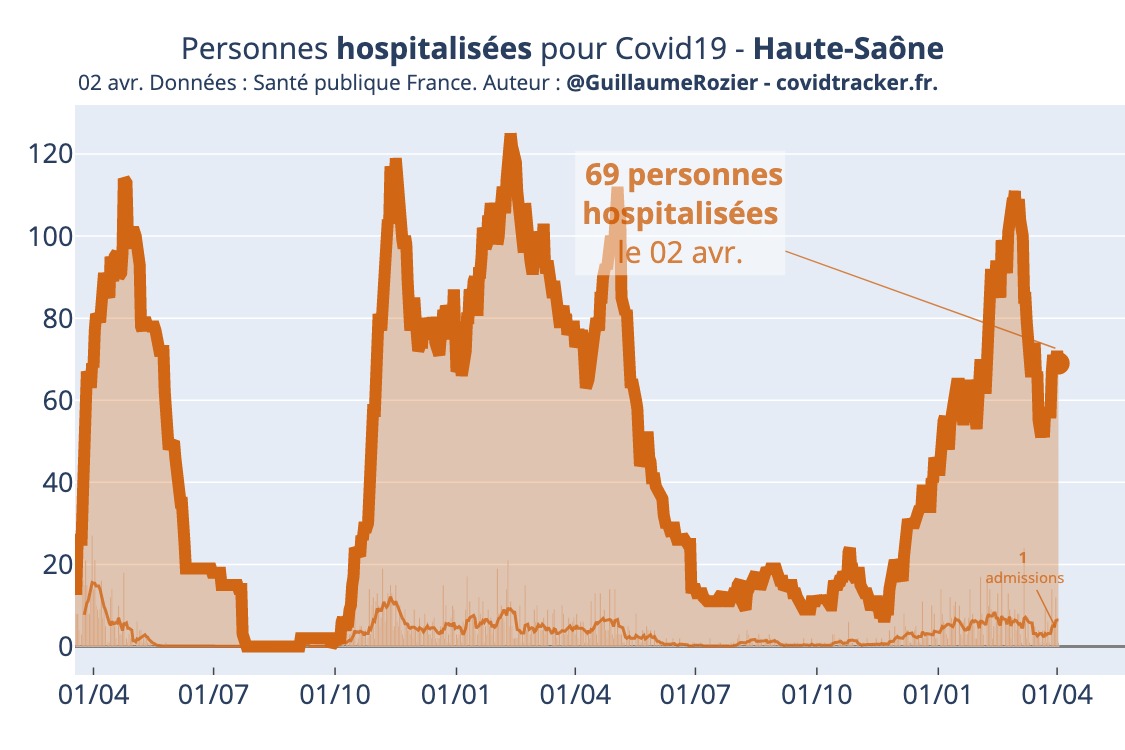 Personnes hospitalisées pour Covid19 - Haute-Saône
02 avr. Données : Santé publique France. Auteur : @GuillaumeRozier - covidtracker.fr.
120
100
80
60
40
20
0
69 personnes
hospitalisées
le 02 avr.
1
admissions
01/04
01/07
01/10
01/01
01/04
01/07
01/10
01/01
01/04